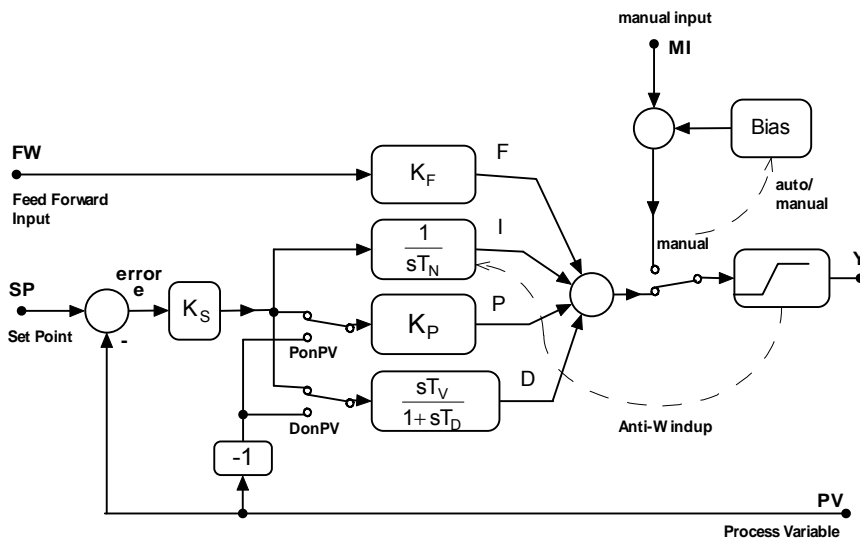 manual input
MI
Bias
auto/
manual
FW
Feed Forward
Input
K_F
F
manual
1
sT_N
I
Y
error
e
SP
Set Point
-
K_S
PonPV
K_P
P
DonPV
sT_V
1+sT_D
D
Anti-Windup
-1
PV
Process Variable